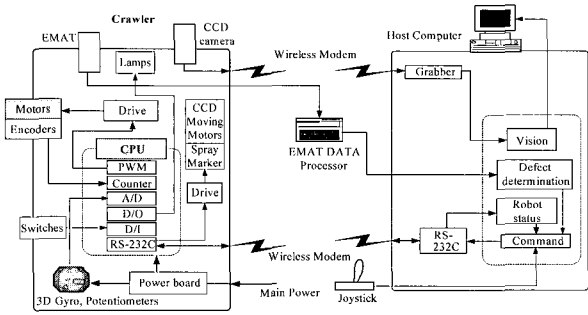 Crawler
EMAT
CCD
camera
Host Computer
Lamps
Wireless Modem
Grabber
Motors
Encoders
Drive
CCD
Moving
Motors
Spray
Marker
EMAT DATA
Processor
Vision
CPU
PWM
Counter
A/D
D/O
D/I
RS-232C
Defect
determination
Drive
Robot
status
Switches
RS-
232C
Command
Wireless Modem
Power board
Main Power
Joystick
3D Gyro, Potentiometers